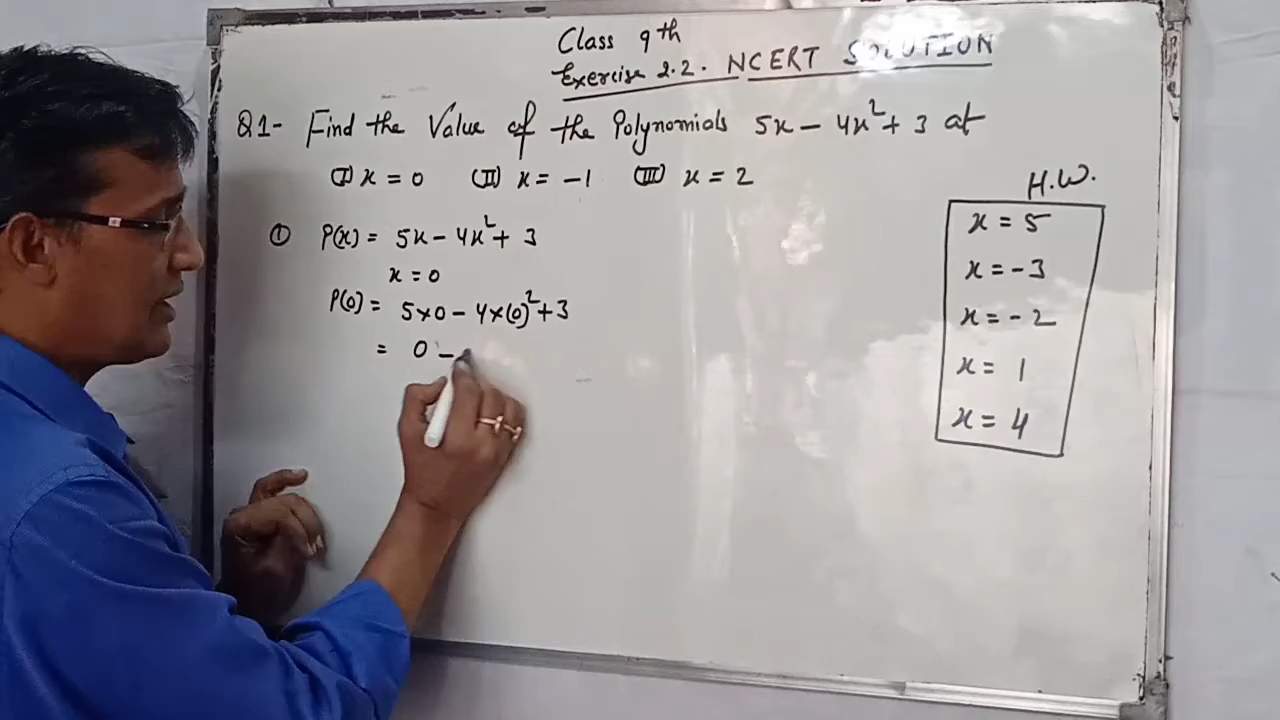 Class 9th
Exercise 2.2. NCERT SOLUTION
Q1- Find the Value of the Polynomials 5x - 4x² + 3 at
(I) x = 0 (II) x = -1 (III) x = 2
① P(x) = 5x - 4x² + 3
x = 0
P(0) = 5×0 - 4×(0)² + 3
= 0 -
H.W.
x = 5
x = -3
x = -2
x = 1
x = 4